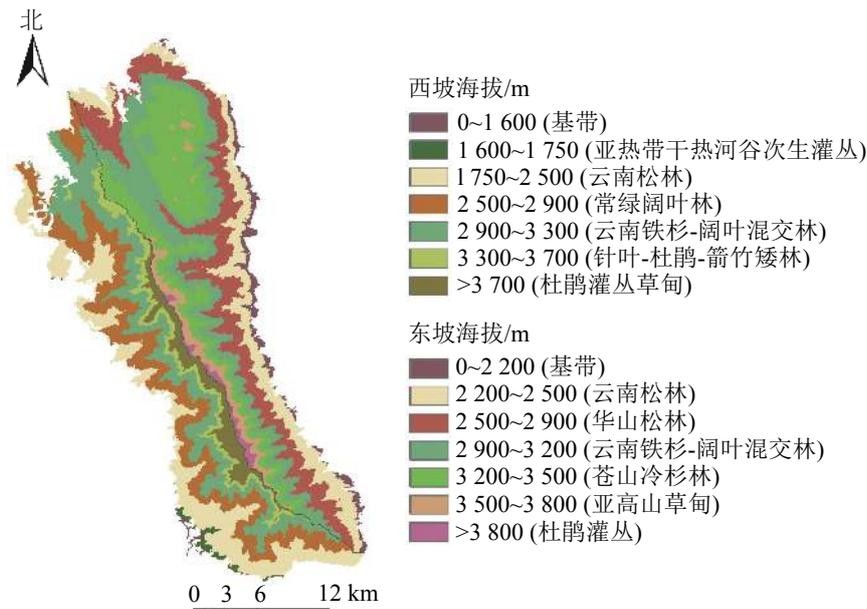 北
西坡海拔/m
0~1 600 (基带)
1 600~1 750 (亚热带干热河谷次生灌丛)
1 750~2 500 (云南松林)
2 500~2 900 (常绿阔叶林)
2 900~3 300 (云南铁杉-阔叶混交林)
3 300~3 700 (针叶-杜鹃-箭竹矮林)
>3 700 (杜鹃灌丛草甸)
东坡海拔/m
0~2 200 (基带)
2 200~2 500 (云南松林)
2 500~2 900 (华山松林)
2 900~3 200 (云南铁杉-阔叶混交林)
3 200~3 500 (苍山冷杉林)
3 500~3 800 (亚高山草甸)
>3 800 (杜鹃灌丛)
0 3 6 12 km